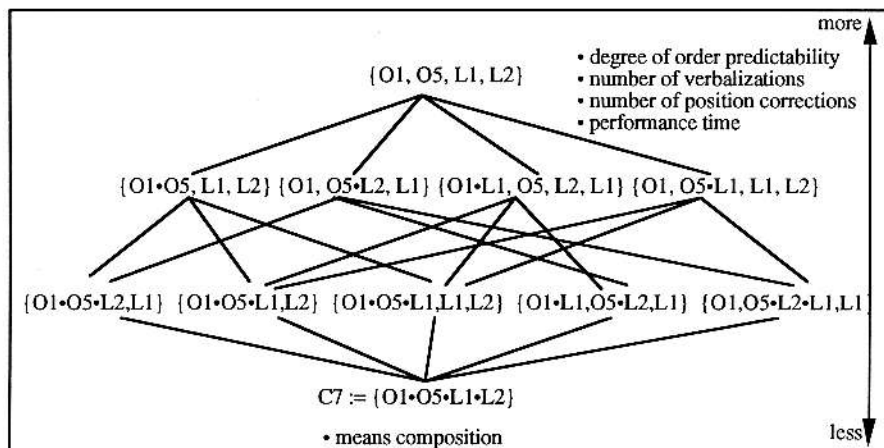 more
• degree of order predictability
{O1, O5, L1, L2}
• number of verbalizations
• number of position corrections
• performance time
{O1•O5, L1, L2} {O1, O5•L2, L1} {O1•L1, O5, L2, L1} {O1, O5•L1, L1, L2}
{O1•O5•L2,L1} {O1•O5•L1,L2} {O1•O5•L1,L1,L2} {O1•L1,O5•L2,L1} {O1,O5•L2•L1,L1}
C7 := {O1•O5•L1•L2}
• means composition
less